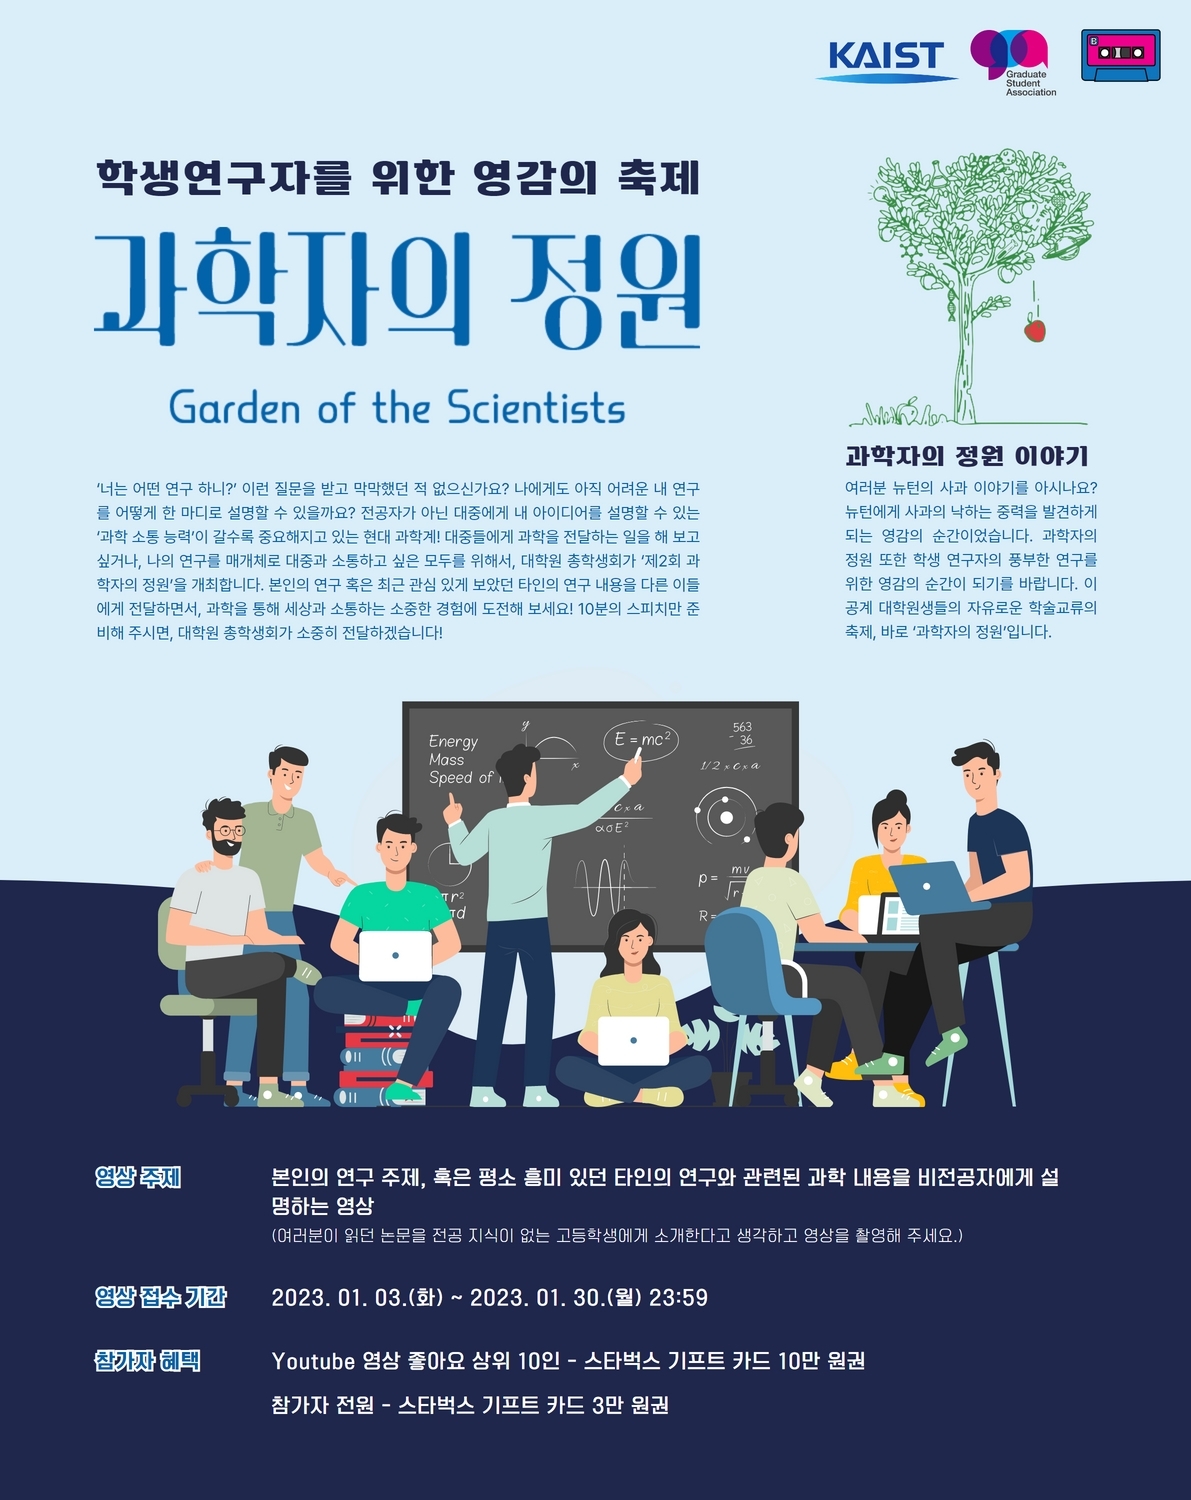 KAIST
Graduate
Student
Association
B
학생연구자를 위한 영감의 축제
과학자의 정원
Garden of the Scientists
‘너는 어떤 연구 하니?’ 이런 질문을 받고 막막했던 적 없으신가요? 나에게도 아직 어려운 내 연구
를 어떻게 한 마디로 설명할 수 있을까요? 전공자가 아닌 대중에게 내 아이디어를 설명할 수 있는
‘과학 소통 능력’이 갈수록 중요해지고 있는 현대 과학계! 대중들에게 과학을 전달하는 일을 해 보고
싶거나, 나의 연구를 매개체로 대중과 소통하고 싶은 모두를 위해서, 대학원 총학생회가 ‘제2회 과
학자의 정원’을 개최합니다. 본인의 연구 혹은 최근 관심 있게 보았던 타인의 연구 내용을 다른 이들
에게 전달하면서, 과학을 통해 세상과 소통하는 소중한 경험에 도전해 보세요! 10분의 스피치만 준
비해 주시면, 대학원 총학생회가 소중히 전달하겠습니다!
과학자의 정원 이야기
여러분 뉴턴의 사과 이야기를 아시나요?
뉴턴에게 사과의 낙하는 중력을 발견하게
되는 영감의 순간이었습니다. 과학자의
정원 또한 학생 연구자의 풍부한 연구를
위한 영감의 순간이 되기를 바랍니다. 이
공계 대학원생들의 자유로운 학술교류의
축제, 바로 ‘과학자의 정원’입니다.
Energy
Mass
Speed of
y
x
E = mc²
563
- 36
1/2 × c × a
c × a
ασE²
πr²
πd
p = mv
√r
R =
영상 주제
본인의 연구 주제, 혹은 평소 흥미 있던 타인의 연구와 관련된 과학 내용을 비전공자에게 설
명하는 영상
(여러분이 읽던 논문을 전공 지식이 없는 고등학생에게 소개한다고 생각하고 영상을 촬영해 주세요.)
영상 접수 기간
2023. 01. 03.(화) ~ 2023. 01. 30.(월) 23:59
참가자 혜택
Youtube 영상 좋아요 상위 10인 - 스타벅스 기프트 카드 10만 원권
참가자 전원 - 스타벅스 기프트 카드 3만 원권